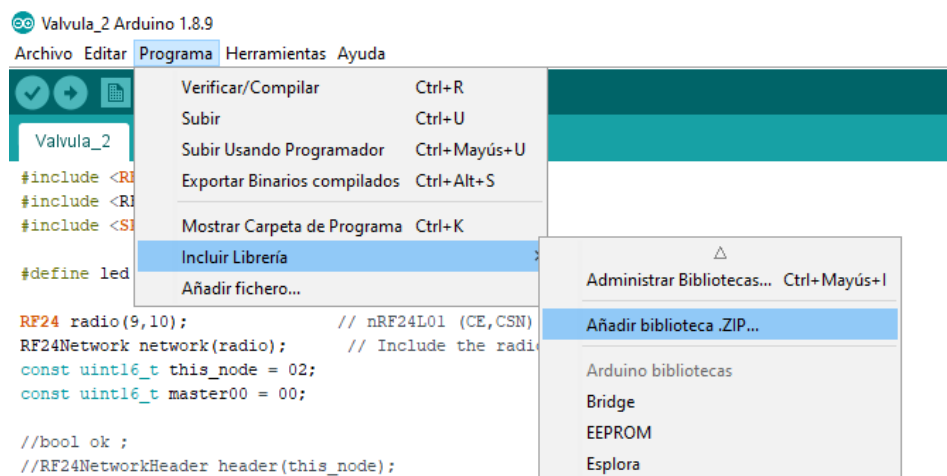 Valvula_2 Arduino 1.8.9
Archivo Editar Programa Herramientas Ayuda
Verificar/Compilar Ctrl+R
Subir Ctrl+U
Subir Usando Programador Ctrl+Mayús+U
Exportar Binarios compilados Ctrl+Alt+S
Mostrar Carpeta de Programa Ctrl+K
Incluir Librería
Añadir fichero...
Administrar Bibliotecas... Ctrl+Mayús+I
Añadir biblioteca .ZIP...
Arduino bibliotecas
Bridge
EEPROM
Esplora
Valvula_2
#include <RF
#include <RF
#include <SP
#define led
RF24 radio(9,10); // nRF24L01 (CE,CSN)
RF24Network network(radio); // Include the radio
const uint16_t this_node = 02;
const uint16_t master00 = 00;
//bool ok ;
//RF24NetworkHeader header(this_node);